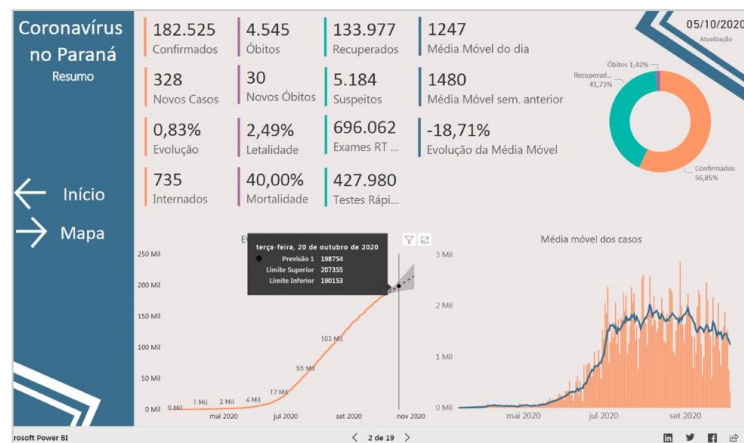 Coronavírus
no Paraná
Resumo
Início
Mapa
182.525
Confirmados
4.545
Óbitos
133.977
Recuperados
1247
Média Móvel do dia
328
Novos Casos
30
Novos Óbitos
5.184
Suspeitos
1480
Média Móvel sem. anterior
0,83%
Evolução
2,49%
Letalidade
696.062
Exames RT ...
-18,71%
Evolução da Média Móvel
735
Internados
40,00%
Mortalidade
427.980
Testes Rápi...
05/10/2020
Atualização
Óbitos 1,42%
Recuperad...
41,73%
Confirmados
56,85%
terça-feira, 20 de outubro de 2020
Previsão 1 198754
Limite Superior 207355
Limite Inferior 190153
250 Mil
200 Mil
150 Mil
100 Mil
50 Mil
0 Mil
0 Mil
1 Mil
2 Mil
4 Mil
17 Mil
55 Mil
102 Mil
mai 2020
jul 2020
set 2020
nov 2020
Média móvel dos casos
3 Mil
2 Mil
1 Mil
0 Mil
mai 2020
jul 2020
set 2020
rosoft Power BI
2 de 19